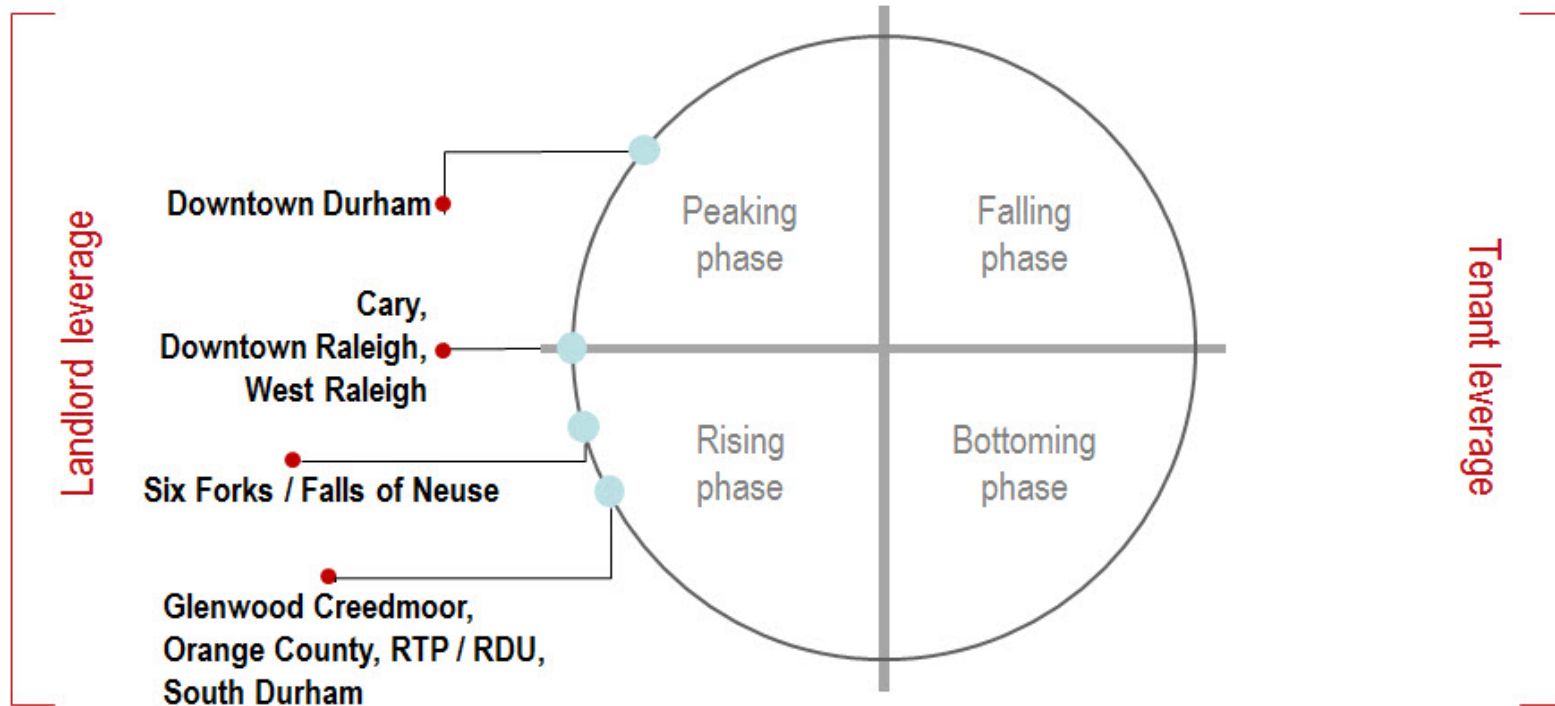 Landlord leverage
Downtown Durham
Cary,
Downtown Raleigh,
West Raleigh
Six Forks / Falls of Neuse
Glenwood Creedmoor,
Orange County, RTP / RDU,
South Durham
Peaking
phase
Falling
phase
Rising
phase
Bottoming
phase
Tenant leverage